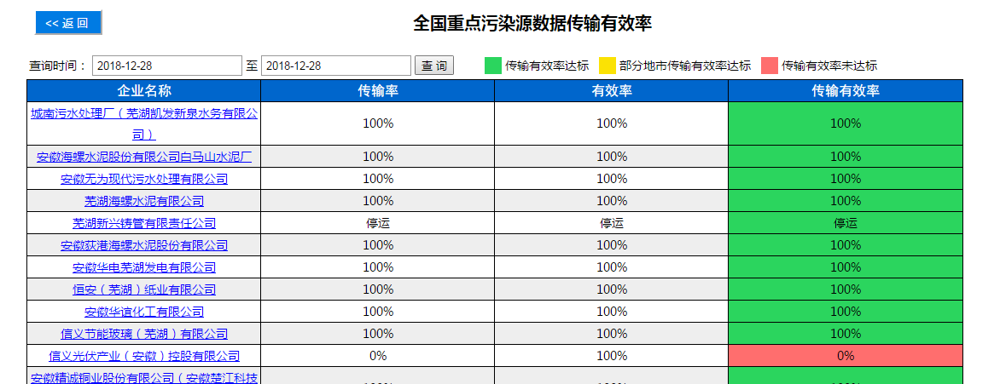 << 返 回
全国重点污染源数据传输有效率
查询时间： 2018-12-28 至 2018-12-28 查 询 传输有效率达标 部分地市传输有效率达标 传输有效率未达标
企业名称 传输率 有效率 传输有效率
城南污水处理厂（芜湖凯发新泉水务有限公
司） 100% 100% 100%
安徽海螺水泥股份有限公司白马山水泥厂 100% 100% 100%
安徽无为现代污水处理有限公司 100% 100% 100%
芜湖海螺水泥有限公司 100% 100% 100%
芜湖新兴铸管有限责任公司 停运 停运 停运
安徽荻港海螺水泥股份有限公司 100% 100% 100%
安徽华电芜湖发电有限公司 100% 100% 100%
恒安（芜湖）纸业有限公司 100% 100% 100%
安徽华谊化工有限公司 100% 100% 100%
信义节能玻璃（芜湖）有限公司 100% 100% 100%
信义光伏产业（安徽）控股有限公司 0% 100% 0%
安徽精诚铜业股份有限公司（安徽楚江科技